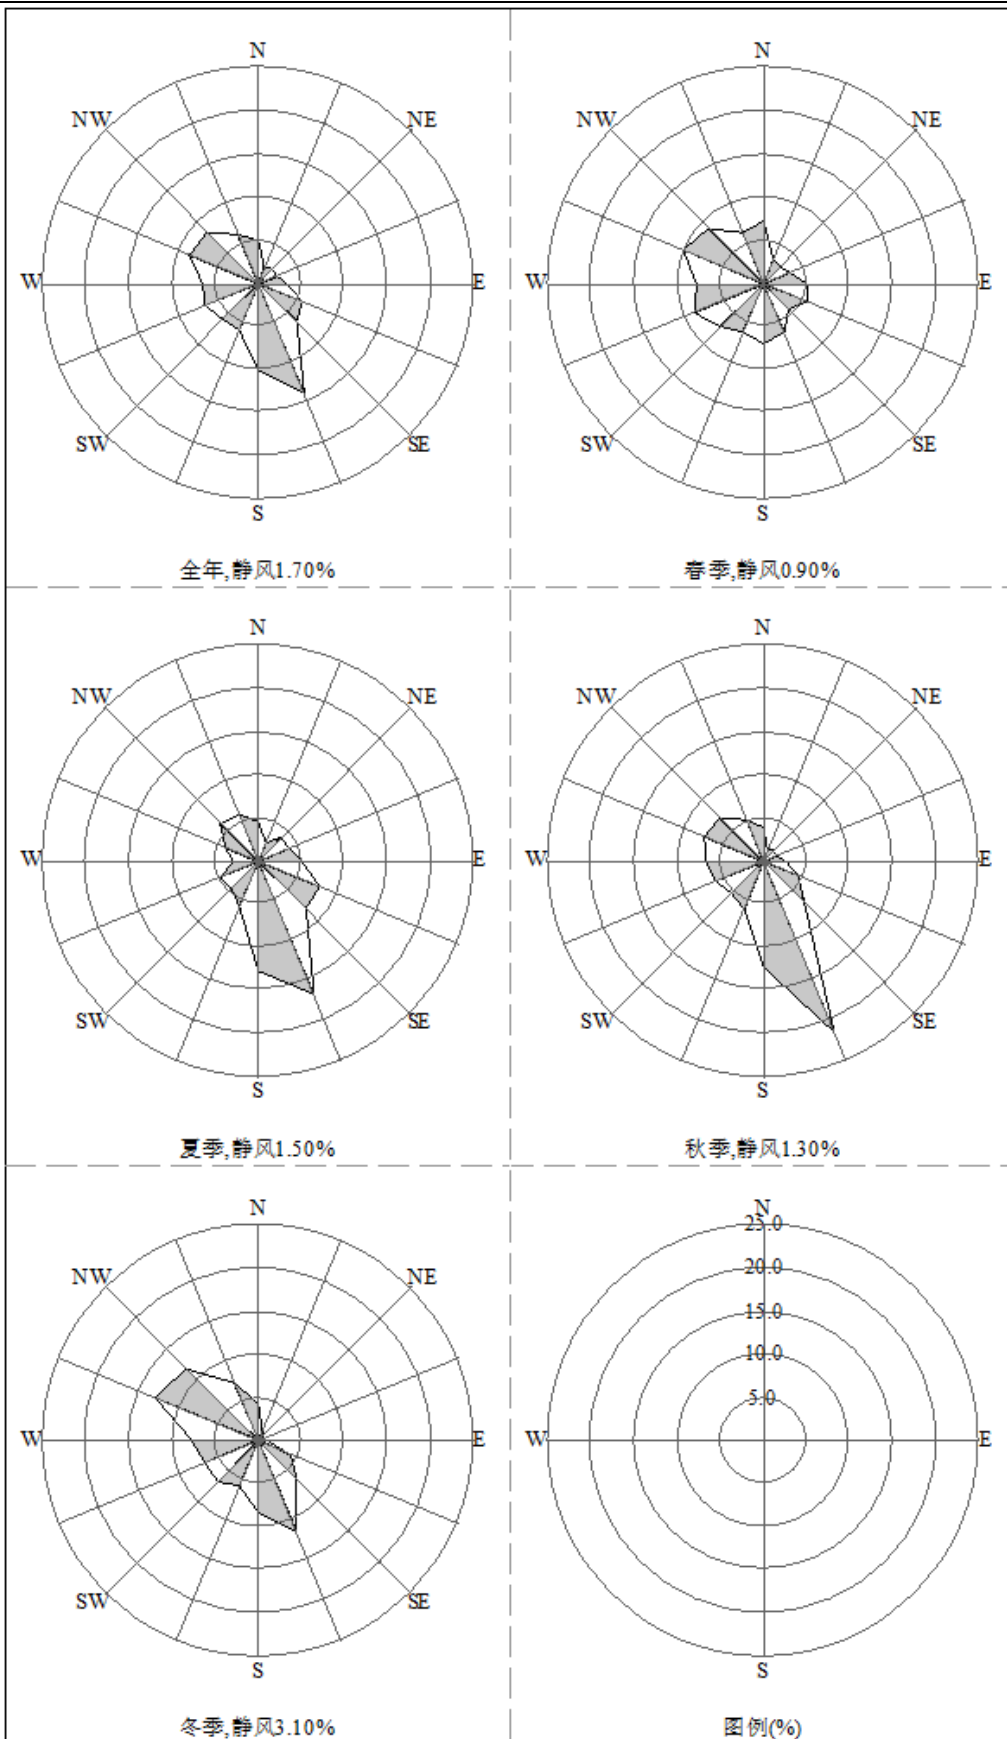 N
NW NE
W E
SW SE
S
全年,静风1.70%
N
NW NE
W E
SW SE
S
春季,静风0.90%
N
NW NE
W E
SW SE
S
夏季,静风1.50%
N
NW NE
W E
SW SE
S
秋季,静风1.30%
N
NW NE
W E
SW SE
S
冬季,静风3.10%
N
25.0
20.0
15.0
10.0
5.0
W E
S
图例(%)